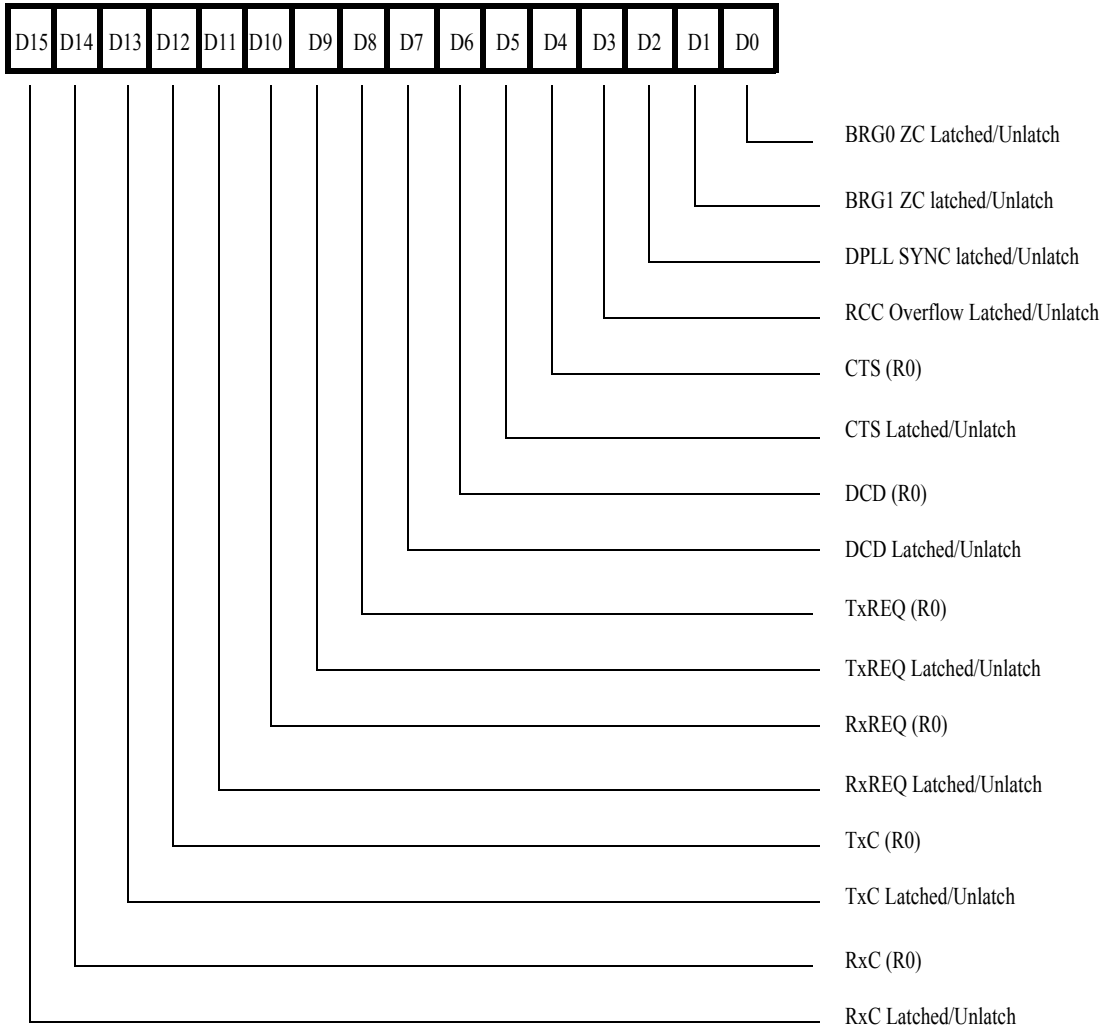 D15 D14 D13 D12 D11 D10 D9 D8 D7 D6 D5 D4 D3 D2 D1 D0
BRG0 ZC Latched/Unlatch
BRG1 ZC latched/Unlatch
DPLL SYNC latched/Unlatch
RCC Overflow Latched/Unlatch
CTS (R0)
CTS Latched/Unlatch
DCD (R0)
DCD Latched/Unlatch
TxREQ (R0)
TxREQ Latched/Unlatch
RxREQ (R0)
RxREQ Latched/Unlatch
TxC (R0)
TxC Latched/Unlatch
RxC (R0)
RxC Latched/Unlatch